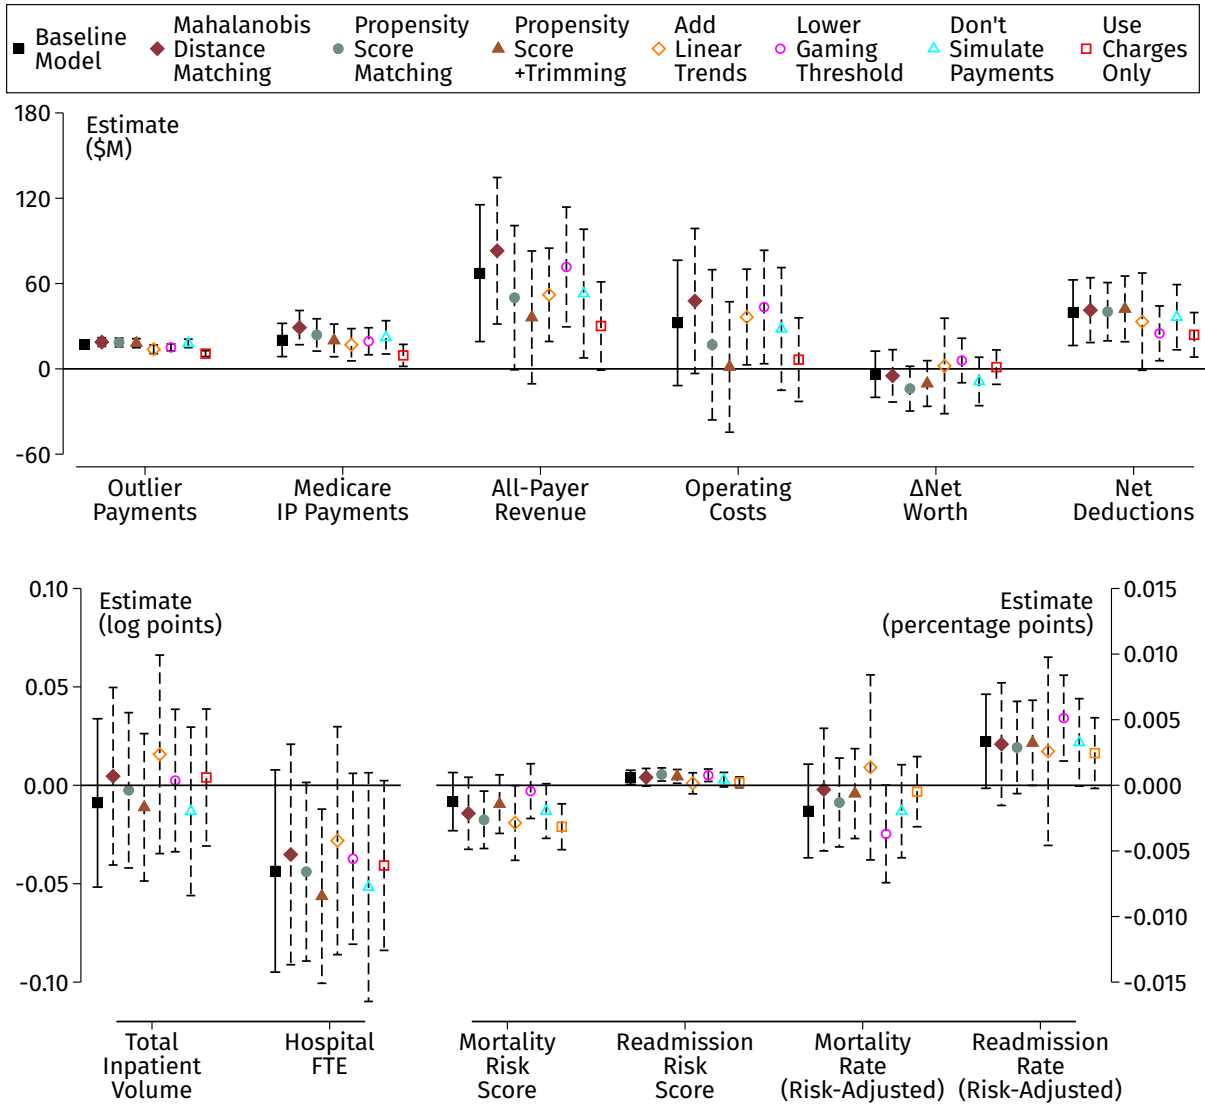 Baseline
Model
Mahalanobis
Distance
Matching
Propensity
Score
Matching
Propensity
Score
+Trimming
Add
Linear
Trends
Lower
Gaming
Threshold
Don't
Simulate
Payments
Use
Charges
Only
Estimate
($M)
180
120
60
0
-60
Outlier
Payments
Medicare
IP Payments
All-Payer
Revenue
Operating
Costs
ΔNet
Worth
Net
Deductions
Estimate
(log points)
0.10
0.05
0.00
-0.05
-0.10
Estimate
(percentage points)
0.015
0.010
0.005
0.000
-0.005
-0.010
-0.015
Total
Inpatient
Volume
Hospital
FTE
Mortality
Risk
Score
Readmission
Risk
Score
Mortality
Rate
(Risk-Adjusted)
Readmission
Rate
(Risk-Adjusted)